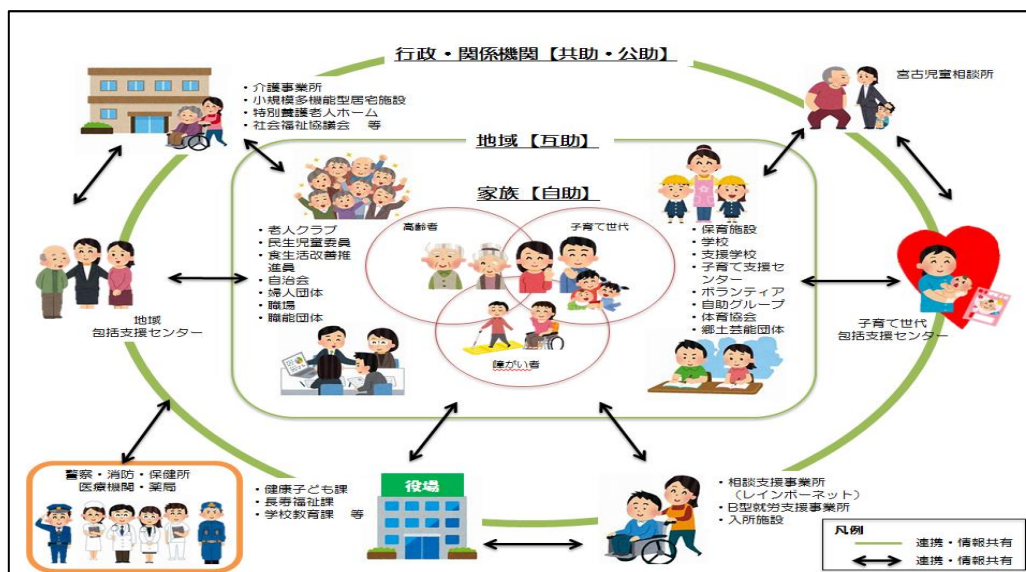 行政・関係機関【共助・公助】
・介護事業所
・小規模多機能型居宅施設
・特別養護老人ホーム
・社会福祉協議会　等
宮古児童相談所
地域【互助】
家族【自助】
高齢者
子育て世代
障がい者
・老人クラブ
・民生児童委員
・食生活改善推
進員
・自治会
・婦人団体
・職場
・職能団体
・保育施設
・学校
・支援学校
・子育て支援セ
ンター
・ボランティア
・自助グループ
・体育協会
・郷土芸能団体
地域
包括支援センター
子育て世代
包括支援センター
警察・消防・保健所
医療機関・薬局
・健康子ども課
・長寿福祉課
・学校教育課　等
役場
・相談支援事業所
（レインボーネット）
・B型就労支援事業所
・入所施設
凡例
連携・情報共有
連携・情報共有